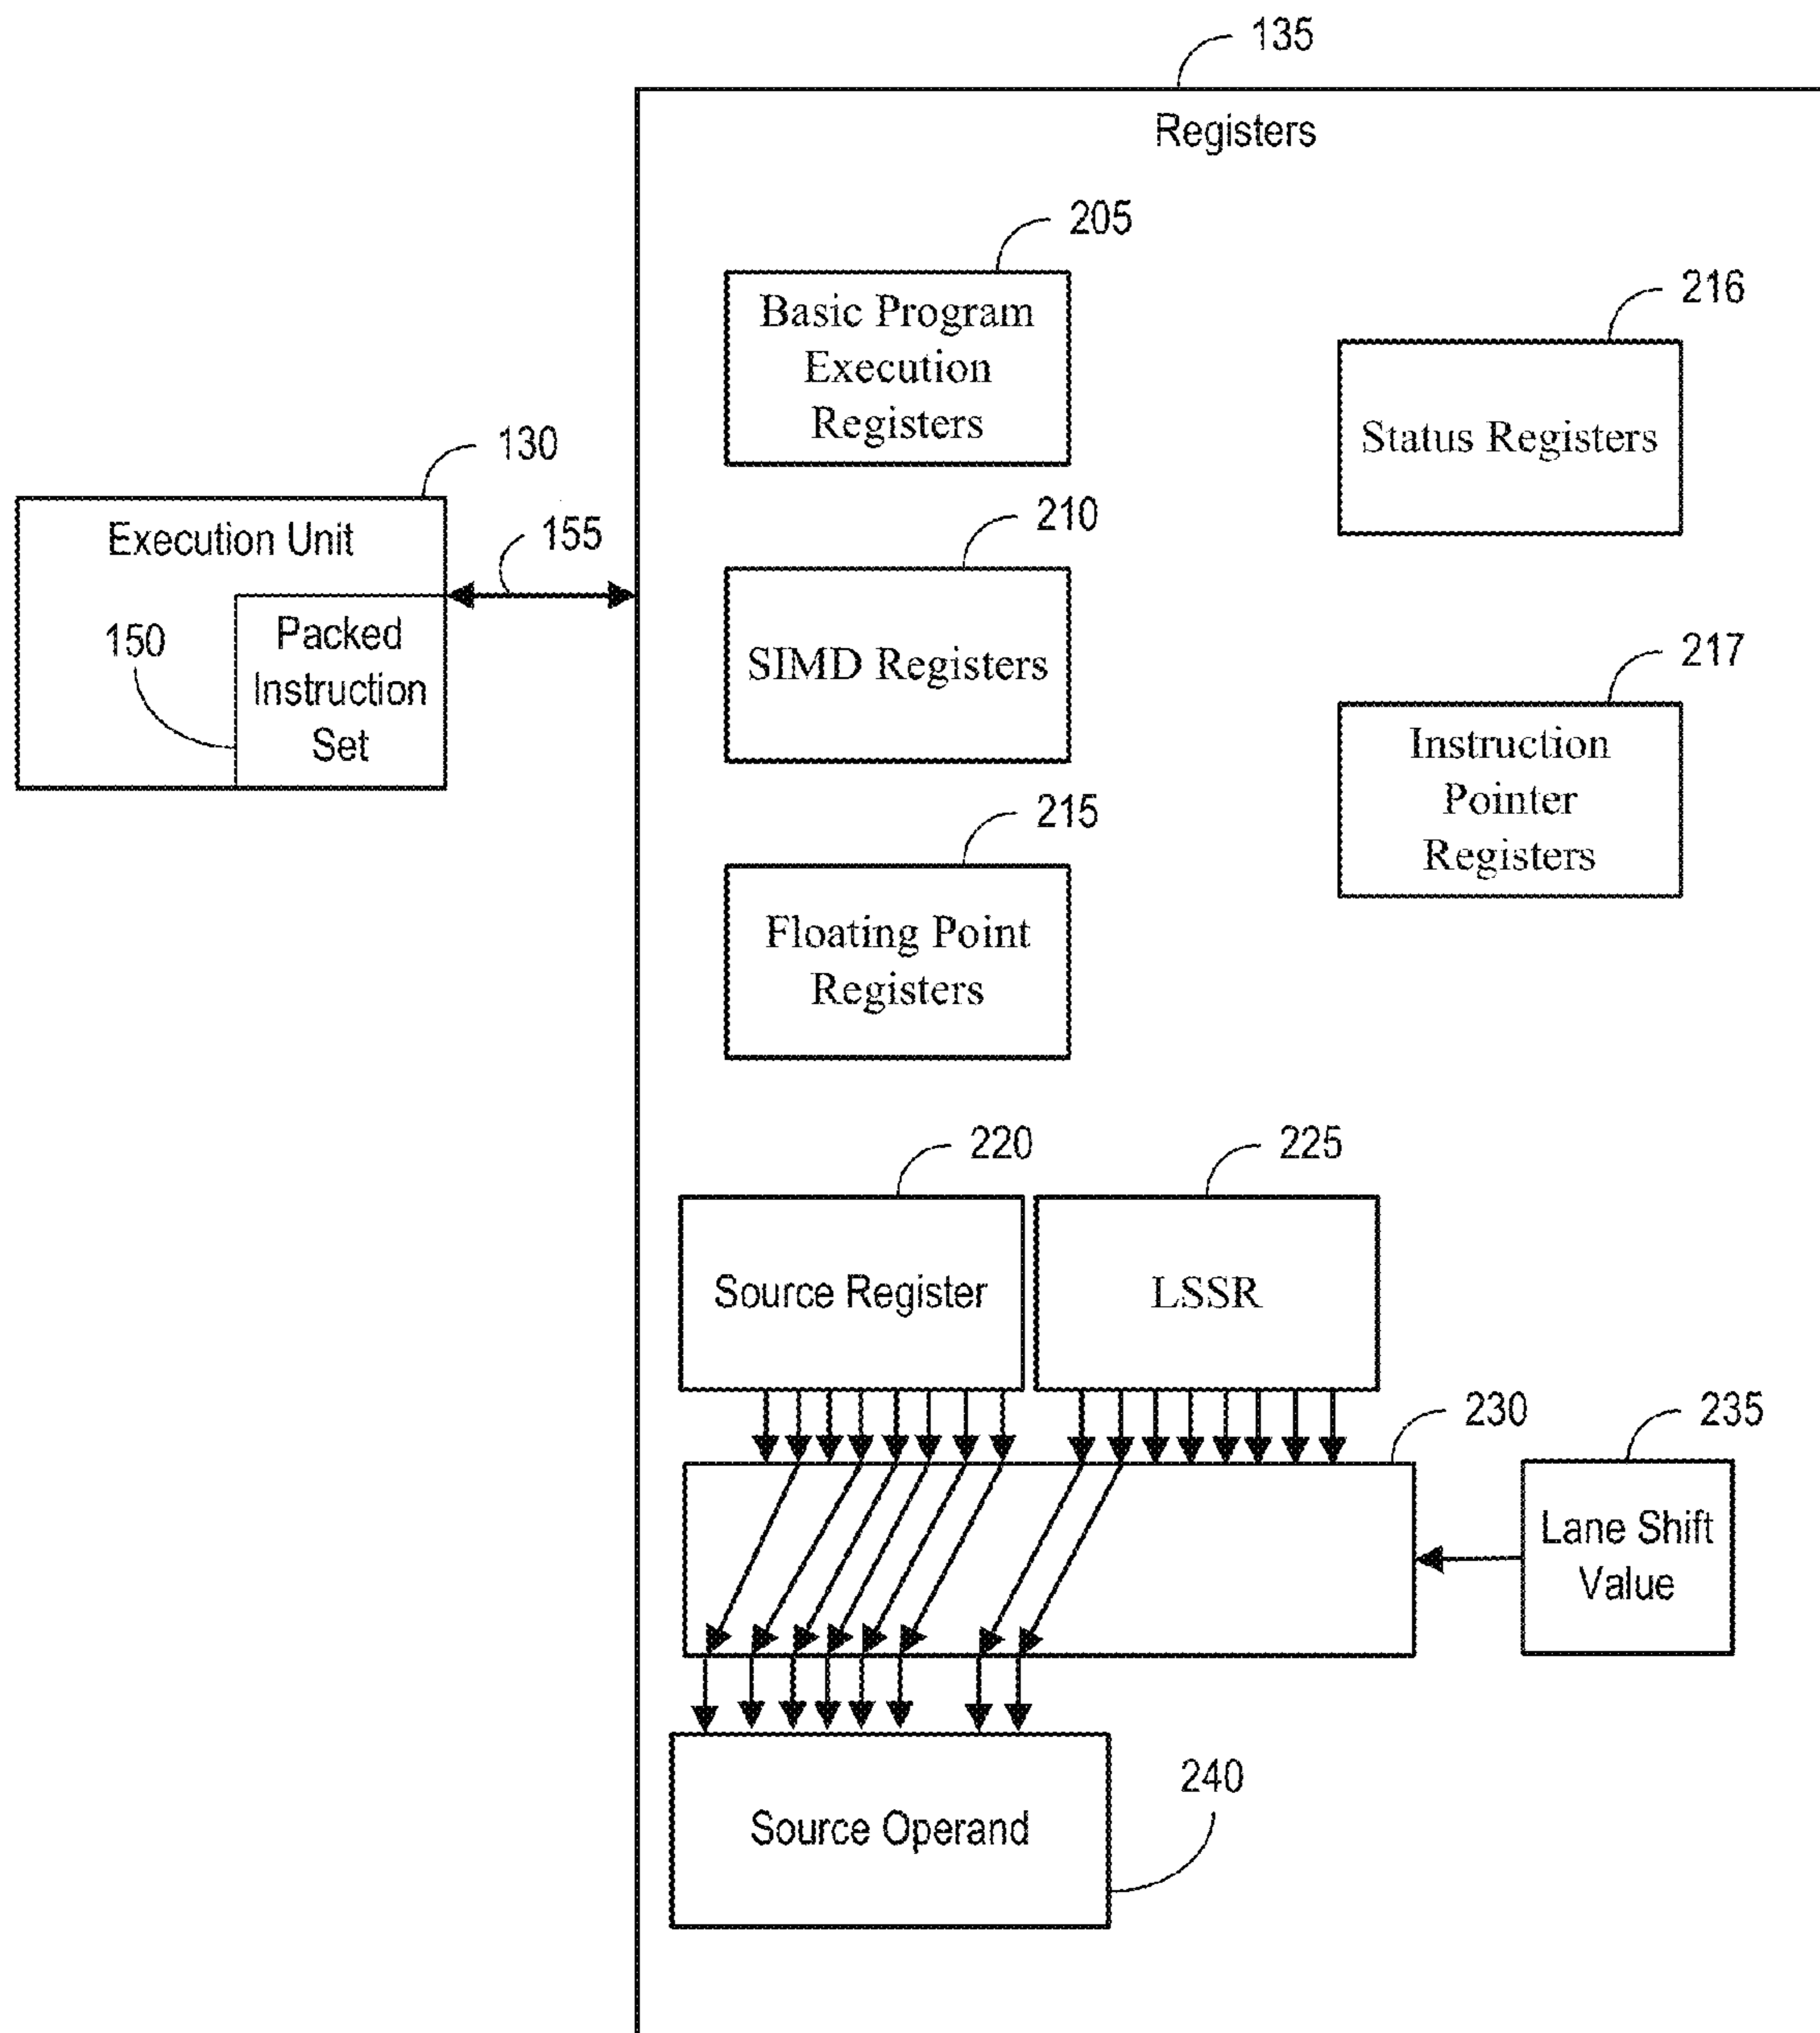 135
Registers
205
Basic Program
Execution
Registers
216
Status Registers
130
Execution Unit
155
150
Packed
Instruction
Set
210
SIMD Registers
217
Instruction
Pointer
Registers
215
Floating Point
Registers
220
Source Register
225
LSSR
230
235
Lane Shift
Value
240
Source Operand